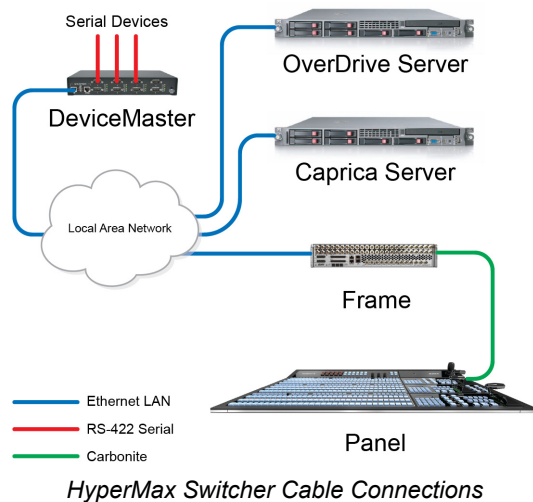 Serial Devices
OverDrive Server
DeviceMaster
Caprica Server
Local Area Network
Frame
Ethernet LAN
RS-422 Serial
Carbonite
Panel
HyperMax Switcher Cable Connections